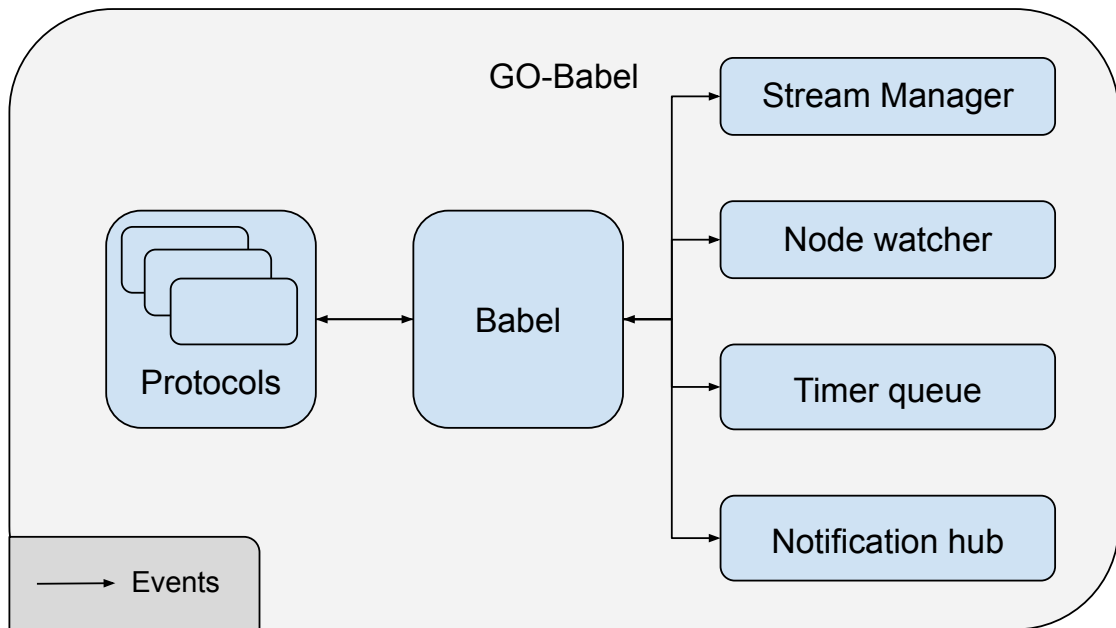 GO-Babel
Stream Manager
Node watcher
Protocols
Babel
Timer queue
Notification hub
Events